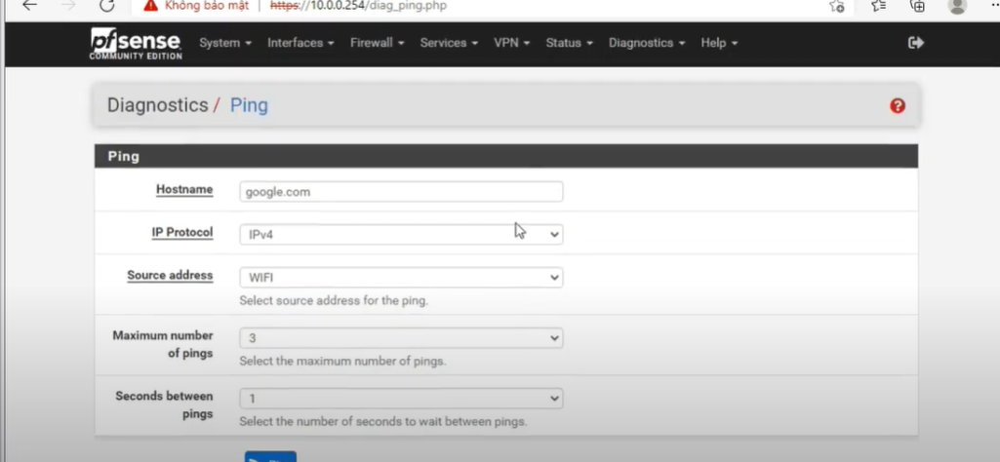 Không bảo mật | https://10.0.0.254/diag_ping.php
pfsense
COMMUNITY EDITION
System Interfaces Firewall Services VPN Status Diagnostics Help
Diagnostics / Ping
Ping
Hostname google.com
IP Protocol IPv4
Source address WIFI
Select source address for the ping.
Maximum number of pings 3
Select the maximum number of pings.
Seconds between pings 1
Select the number of seconds to wait between pings.